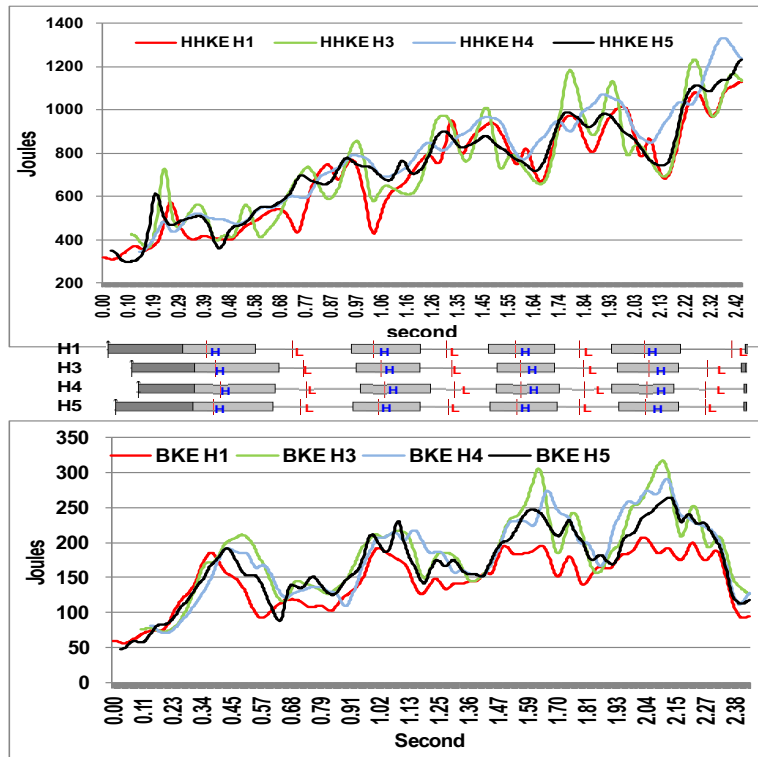 1400
1200
1000
800
600
400
200
Joules
HHKE H1 HHKE H3 HHKE H4 HHKE H5
0.00 0.10 0.19 0.29 0.39 0.48 0.58 0.68 0.77 0.87 0.97 1.06 1.16 1.26 1.35 1.45 1.55 1.64 1.74 1.84 1.93 2.03 2.13 2.22 2.32 2.42
second
H1 H L H L H L H L
H3 H L H L H L H L
H4 H L H L H L H L
H5 H L H L H L H L
350
300
250
200
150
100
50
0
Joules
BKE H1 BKE H3 BKE H4 BKE H5
0.00 0.11 0.23 0.34 0.45 0.57 0.68 0.79 0.91 1.02 1.13 1.25 1.36 1.47 1.59 1.70 1.81 1.93 2.04 2.15 2.27 2.38
Second